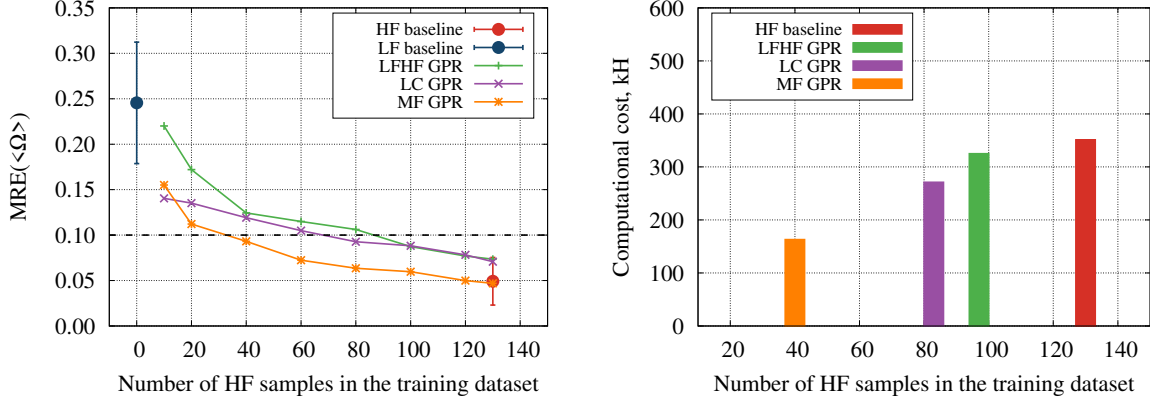 MRE(<Ω>)
0.35
0.30
0.25
0.20
0.15
0.10
0.05
0.00
HF baseline
LF baseline
LFHF GPR
LC GPR
MF GPR
0 20 40 60 80 100 120 140
Number of HF samples in the training dataset
Computational cost, kH
600
500
400
300
200
100
0
HF baseline
LFHF GPR
LC GPR
MF GPR
20 40 60 80 100 120 140
Number of HF samples in the training dataset